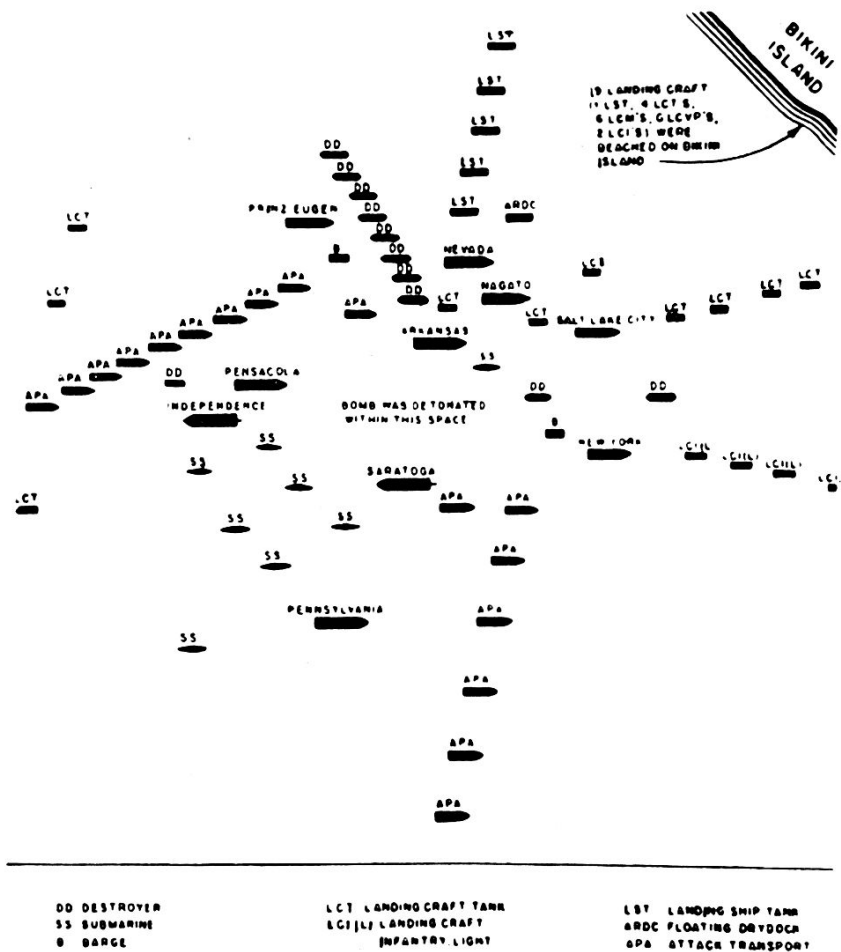 LST
BIKINI
ISLAND
LST
19 LANDING CRAFT
(1 LST, 4 LCT'S,
6 LCM'S, 6 LCVP'S,
2 LCI'S) WERE
BEACHED ON BIKINI
ISLAND
LST
DD
LST
DD
DD
PRINZ EUGEN
DD
LST
ARDC
LCT
DD
B
DD
NEVADA
DD
LCI
LCT
APA
APA
DD
LCT
NAGATO
LCT
LCT
LCT
APA
APA
ARKANSAS
LCT
SALT LAKE CITY
LCT
APA
APA
APA
SS
APA
APA
APA
DD
PENSACOLA
DD
DD
INDEPENDENCE
BOMB WAS DETONATED
WITHIN THIS SPACE
B
SS
NEW YORK
LCI(L
LCI(L)
LCI(L)
LCI(
SS
SS
SARATOGA
LCT
APA
APA
SS
SS
SS
APA
PENNSYLVANIA
APA
SS
APA
APA
APA
DD DESTROYER
SS SUBMARINE
B BARGE
LCT LANDING CRAFT TANK
LCI(L) LANDING CRAFT
INFANTRY, LIGHT
LST LANDING SHIP TANK
ARDC FLOATING DRYDOCK
APA ATTACK TRANSPORT